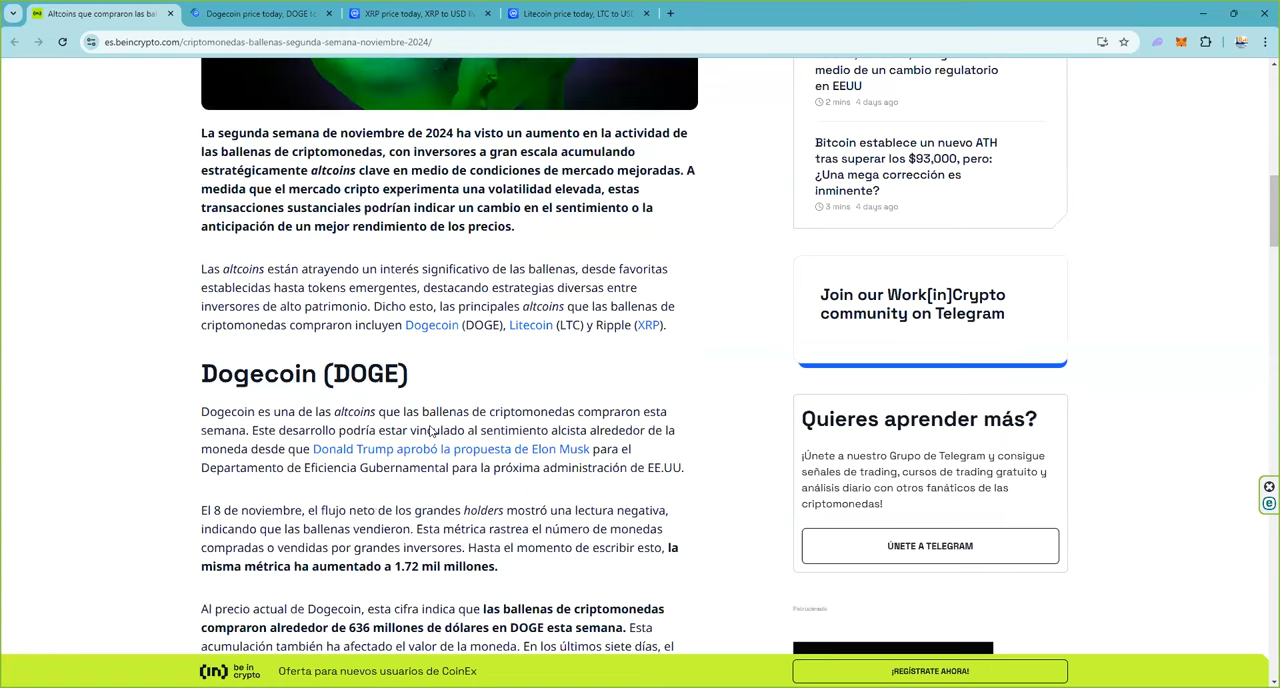 Altcoins que compraron las bal
Dogecoin price today, DOGE to
XRP price today, XRP to USD li
Litecoin price today, LTC to US
es.beincrypto.com/criptomonedas-ballenas-segunda-semana-noviembre-2024/
La segunda semana de noviembre de 2024 ha visto un aumento en la actividad de
las ballenas de criptomonedas, con inversores a gran escala acumulando
estratégicamente altcoins clave en medio de condiciones de mercado mejoradas. A
medida que el mercado cripto experimenta una volatilidad elevada, estas
transacciones sustanciales podrían indicar un cambio en el sentimiento o la
anticipación de un mejor rendimiento de los precios.
Las altcoins están atrayendo un interés significativo de las ballenas, desde favoritas
establecidas hasta tokens emergentes, destacando estrategias diversas entre
inversores de alto patrimonio. Dicho esto, las principales altcoins que las ballenas de
criptomonedas compraron incluyen Dogecoin (DOGE), Litecoin (LTC) y Ripple (XRP).
Dogecoin (DOGE)
Dogecoin es una de las altcoins que las ballenas de criptomonedas compraron esta
semana. Este desarrollo podría estar vinculado al sentimiento alcista alrededor de la
moneda desde que Donald Trump aprobó la propuesta de Elon Musk para el
Departamento de Eficiencia Gubernamental para la próxima administración de EE.UU.
El 8 de noviembre, el flujo neto de los grandes holders mostró una lectura negativa,
indicando que las ballenas vendieron. Esta métrica rastrea el número de monedas
compradas o vendidas por grandes inversores. Hasta el momento de escribir esto, la
misma métrica ha aumentado a 1.72 mil millones.
Al precio actual de Dogecoin, esta cifra indica que las ballenas de criptomonedas
compraron alrededor de 636 millones de dólares en DOGE esta semana. Esta
acumulación también ha afectado el valor de la moneda. En los últimos siete días, el
medio de un cambio regulatorio
en EEUU
2 mins 4 days ago
Bitcoin establece un nuevo ATH
tras superar los $93,000, pero:
¿Una mega corrección es
inminente?
3 mins 4 days ago
Join our Work[in]Crypto
community on Telegram
Quieres aprender más?
¡Únete a nuestro Grupo de Telegram y consigue
señales de trading, cursos de trading gratuito y
análisis diario con otros fanáticos de las
criptomonedas!
ÚNETE A TELEGRAM
Patrocinado
(in) be in
crypto
Oferta para nuevos usuarios de CoinEx
¡REGÍSTRATE AHORA!